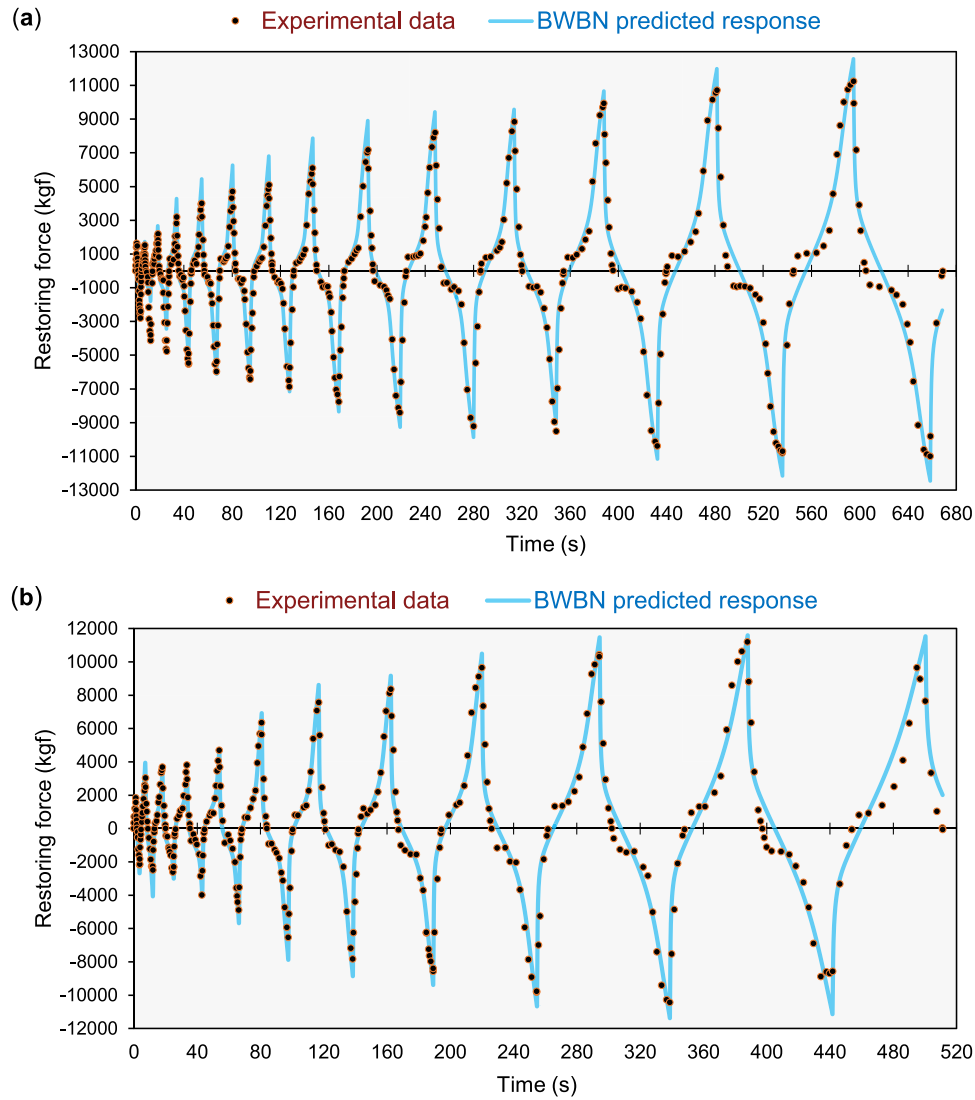 (a)
Experimental data
BWBN predicted response
13000
11000
9000
7000
5000
3000
1000
-1000
-3000
-5000
-7000
-9000
-11000
-13000
Restoring force (kgf)
0 40 80 120 160 200 240 280 320 360 400 440 480 520 560 600 640 680
Time (s)
(b)
Experimental data
BWBN predicted response
12000
10000
8000
6000
4000
2000
0
-2000
-4000
-6000
-8000
-10000
-12000
Restoring force (kgf)
0 40 80 120 160 200 240 280 320 360 400 440 480 520
Time (s)